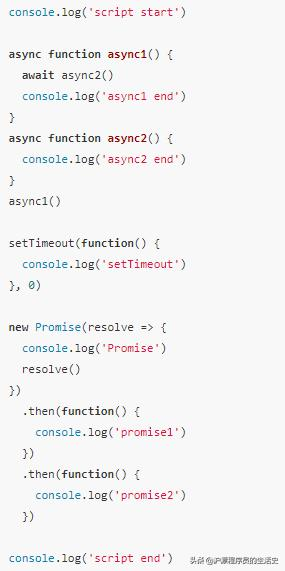 console.log('script start')
async function async1() {
await async2()
console.log('async1 end')
}
async function async2() {
console.log('async2 end')
}
async1()
setTimeout(function() {
console.log('setTimeout')
}, 0)
new Promise(resolve => {
console.log('Promise')
resolve()
})
.then(function() {
console.log('promise1')
})
.then(function() {
console.log('promise2')
})
console.log('script end')
头条 @IP课程序员的生活史